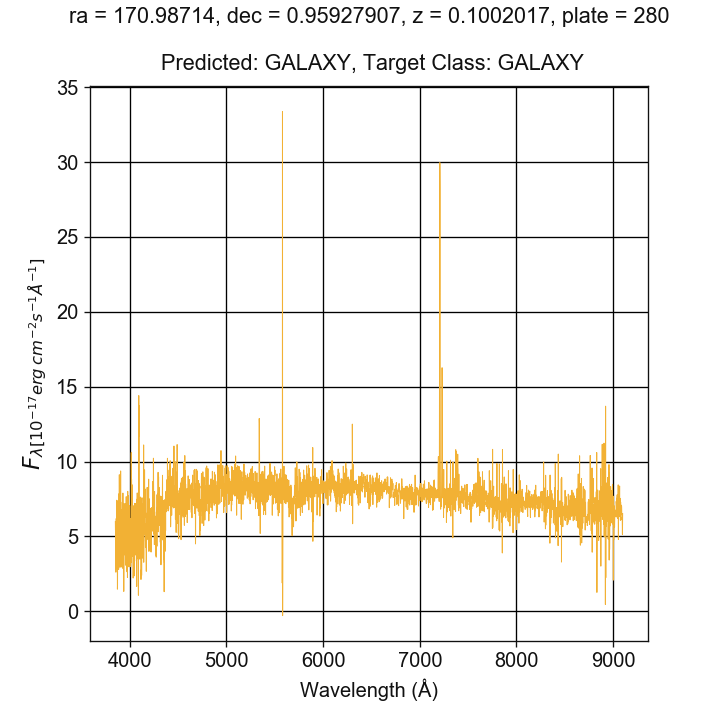 ra = 170.98714, dec = 0.95927907, z = 0.1002017, plate = 280
Predicted: GALAXY, Target Class: GALAXY
35
30
25
20
15
10
5
0
F_λ[10⁻¹⁷erg cm⁻²s⁻¹Å⁻¹]
4000 5000 6000 7000 8000 9000
Wavelength (Å)